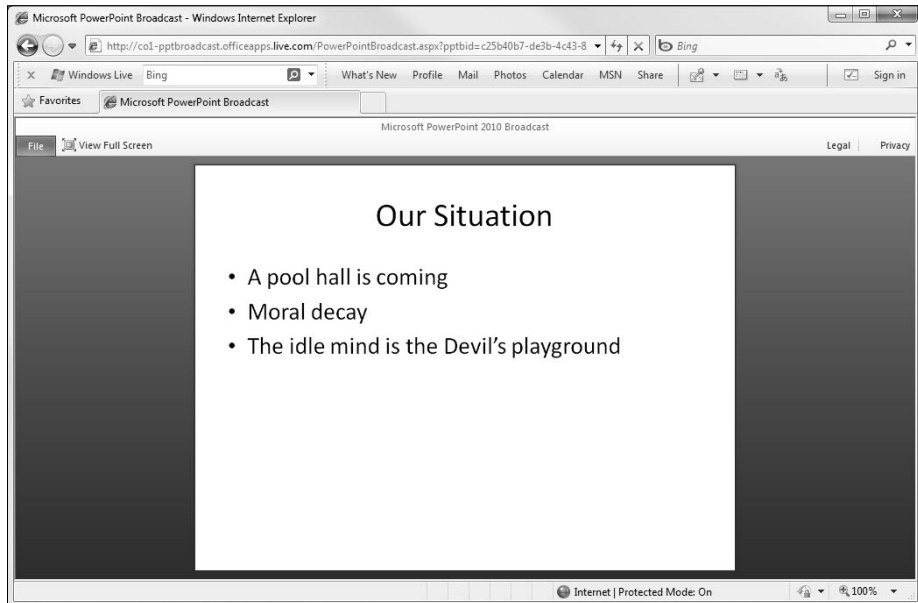 Microsoft PowerPoint Broadcast - Windows Internet Explorer
http://co1-pptbroadcast.officeapps.live.com/PowerPointBroadcast.aspx?pptbid=c25b40b7-de3b-4c43-8 Bing
x Windows Live Bing What's New Profile Mail Photos Calendar MSN Share Sign in
Favorites Microsoft PowerPoint Broadcast
Microsoft PowerPoint 2010 Broadcast
File View Full Screen Legal Privacy
Our Situation
• A pool hall is coming
• Moral decay
• The idle mind is the Devil's playground
Internet | Protected Mode: On 100%